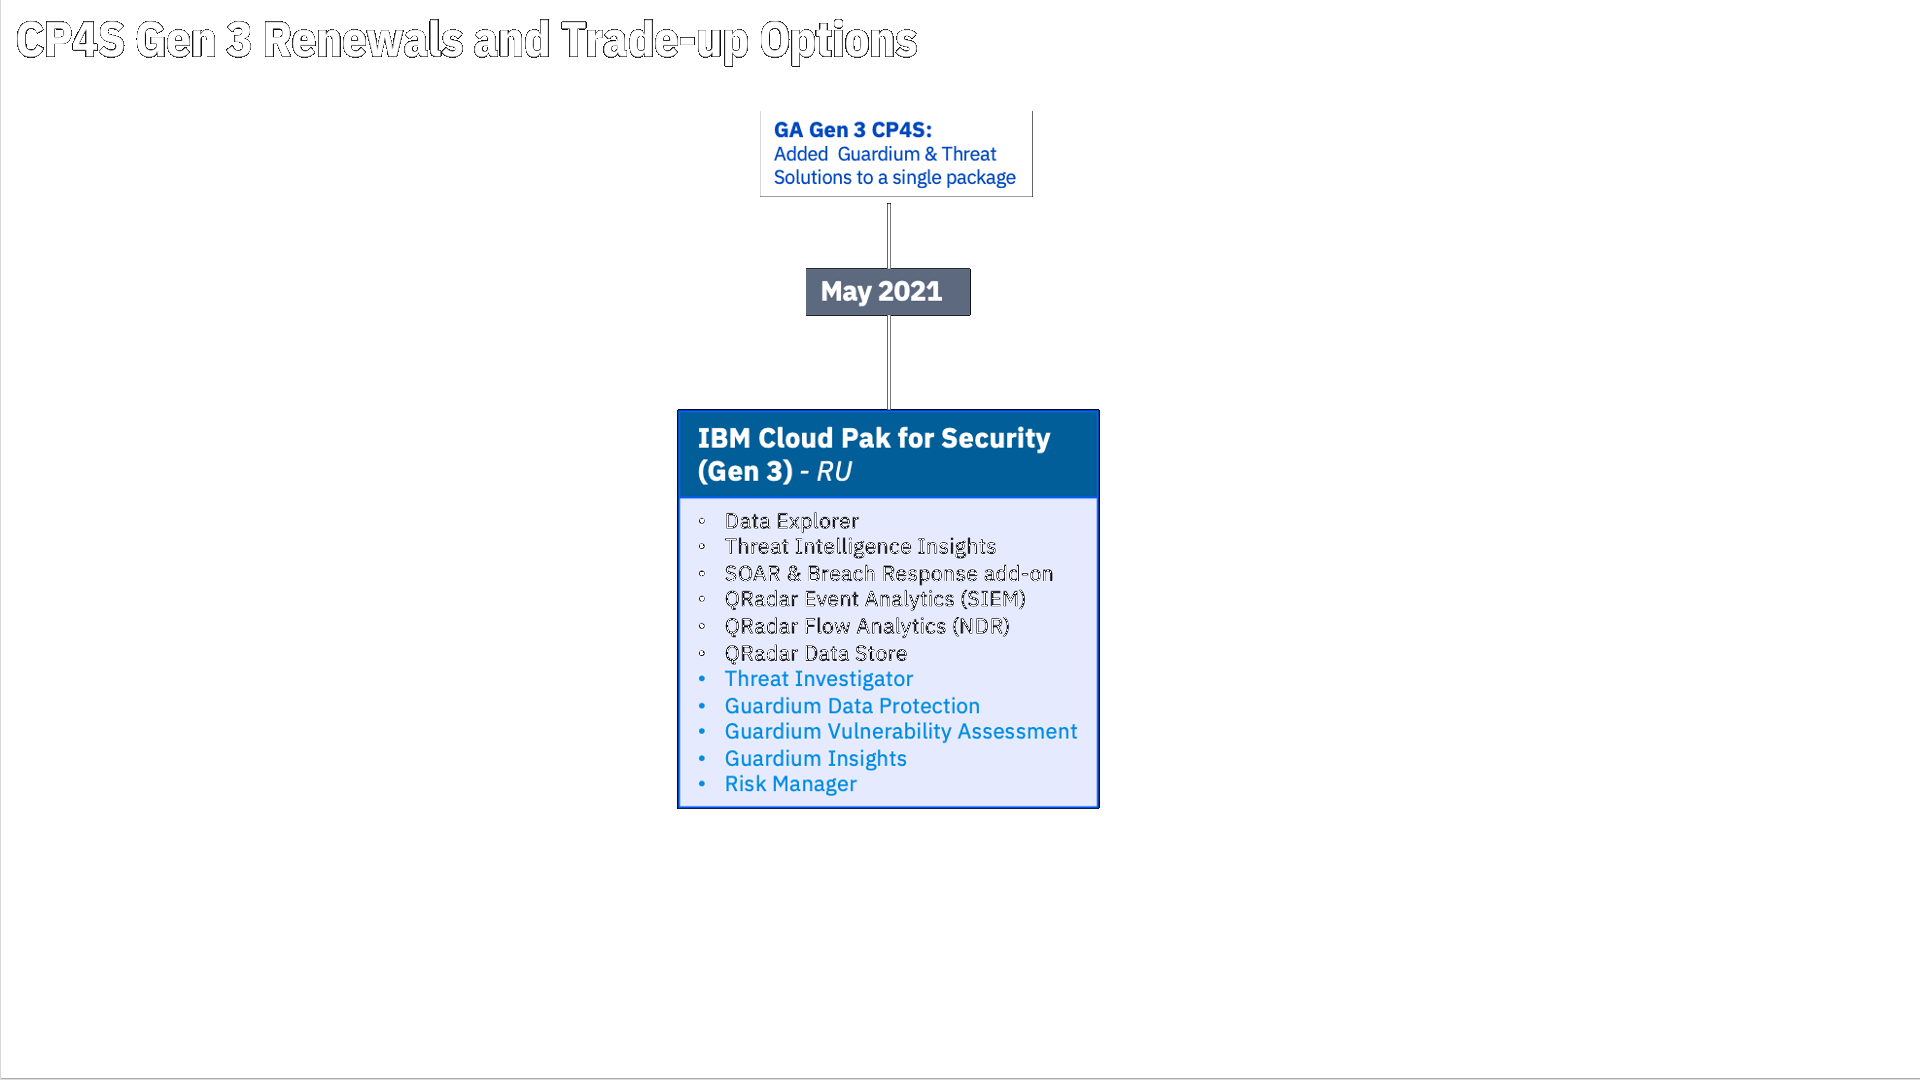 CP4S Gen 3 Renewals and Trade-up Options
GA Gen 3 CP4S:
Added  Guardium & Threat
Solutions to a single package
May 2021
IBM Cloud Pak for Security
(Gen 3) - RU
• Data Explorer
• Threat Intelligence Insights
• SOAR & Breach Response add-on
• QRadar Event Analytics (SIEM)
• QRadar Flow Analytics (NDR)
• QRadar Data Store
• Threat Investigator
• Guardium Data Protection
• Guardium Vulnerability Assessment
• Guardium Insights
• Risk Manager